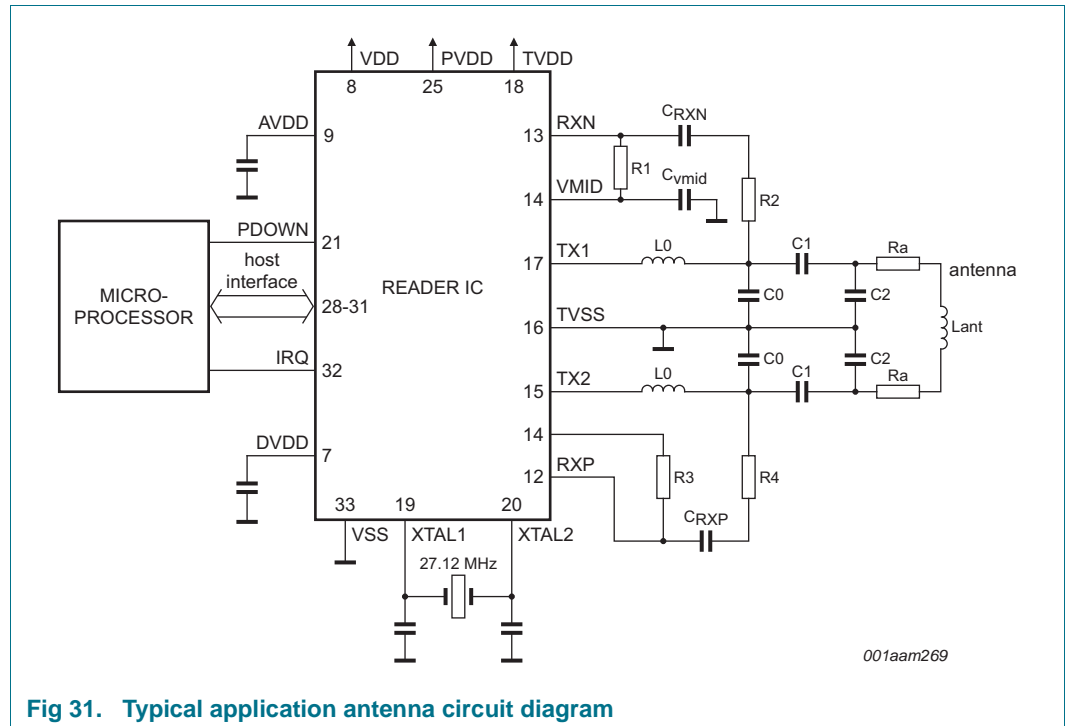 VDD PVDD TVDD
8 25 18
AVDD 9
13 RXN CRXN
R1
VMID Cvmid
14
R2
PDOWN 21
host
interface
MICRO-
PROCESSOR
28-31
READER IC
17 TX1 L0 C1 Ra
antenna
C0 C2
Lant
16 TVSS
IRQ 32
C0 C2
15 TX2 L0 C1 Ra
14
DVDD 7
12 RXP R3 R4
CRXP
33 19 20
VSS XTAL1 XTAL2
27.12 MHz
001aam269
Fig 31. Typical application antenna circuit diagram